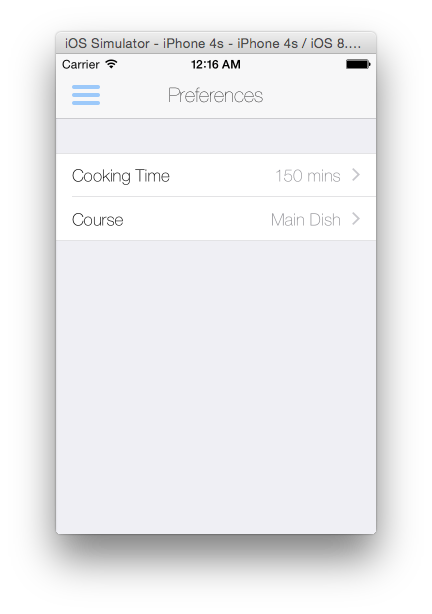 iOS Simulator - iPhone 4s - iPhone 4s / iOS 8....
Carrier 12:16 AM
Preferences
Cooking Time 150 mins
Course Main Dish